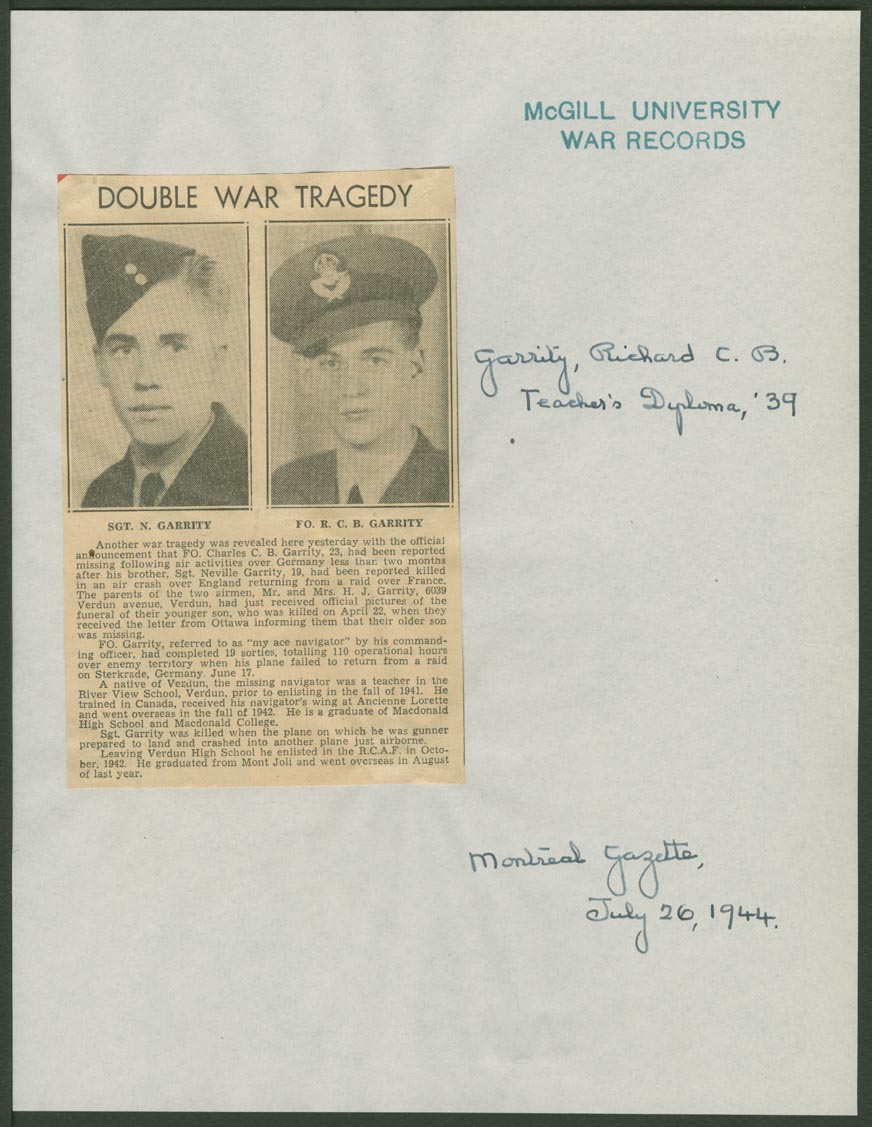 McGILL UNIVERSITY
WAR RECORDS
DOUBLE WAR TRAGEDY
SGT. N. GARRITY
FO. R. C. B. GARRITY
Another war tragedy was revealed here yesterday with the official
announcement that FO. Charles C. B. Garrity, 23, had been reported
missing following air activities over Germany less than two months
after his brother, Sgt. Neville Garrity, 19, had been reported killed
in an air crash over England returning from a raid over France.
The parents of the two airmen, Mr. and Mrs. H. J. Garrity, 6039
Verdun avenue, Verdun, had just received official pictures of the
funeral of their younger son, who was killed on April 22, when they
received the letter from Ottawa informing them that their older son
was missing.
FO. Garrity, referred to as "my ace navigator" by his command-
ing officer, had completed 19 sorties, totalling 110 operational hours
over enemy territory when his plane failed to return from a raid
on Sterkrade, Germany, June 17.
A native of Verdun, the missing navigator was a teacher in the
River View School, Verdun, prior to enlisting in the fall of 1941. He
trained in Canada, received his navigator's wing at Ancienne Lorette
and went overseas in the fall of 1942. He is a graduate of Macdonald
High School and Macdonald College.
Sgt. Garrity was killed when the plane on which he was gunner
prepared to land and crashed into another plane just airborne.
Leaving Verdun High School he enlisted in the R.C.A.F. in Octo-
ber, 1942. He graduated from Mont Joli and went overseas in August
of last year.
Garrity, Richard C. B.
Teacher's Diploma, '39
Montreal Gazette,
July 26, 1944.